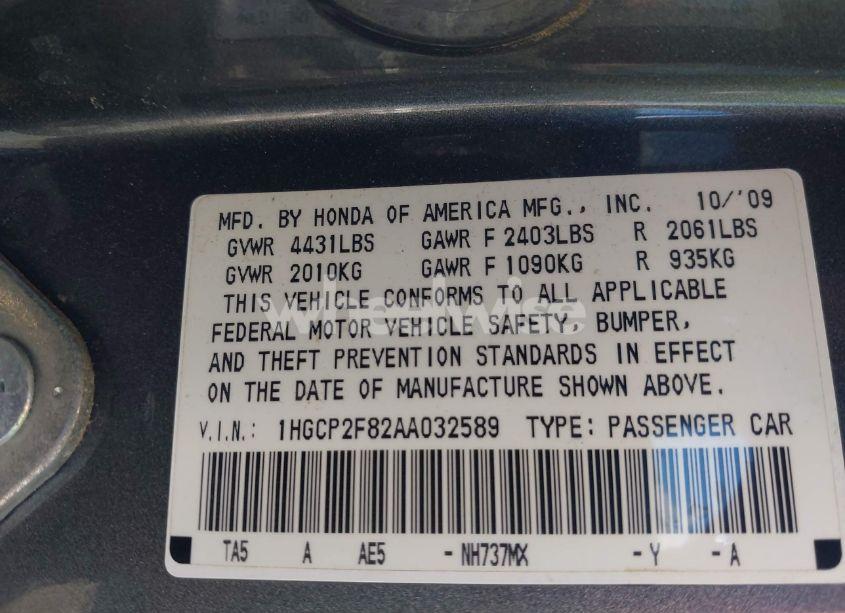 MFD. BY HONDA OF AMERICA MFG., INC. 10/'09
GVWR 4431LBS GAWR F 2403LBS R 2061LBS
GVWR 2010KG GAWR F 1090KG R 935KG
THIS VEHICLE CONFORMS TO ALL APPLICABLE
FEDERAL MOTOR VEHICLE SAFETY, BUMPER,
AND THEFT PREVENTION STANDARDS IN EFFECT
ON THE DATE OF MANUFACTURE SHOWN ABOVE.
V.I.N.: 1HGCP2F82AA032589 TYPE: PASSENGER CAR
TA5 A AE5 - NH737MX - Y - A
wheelwise